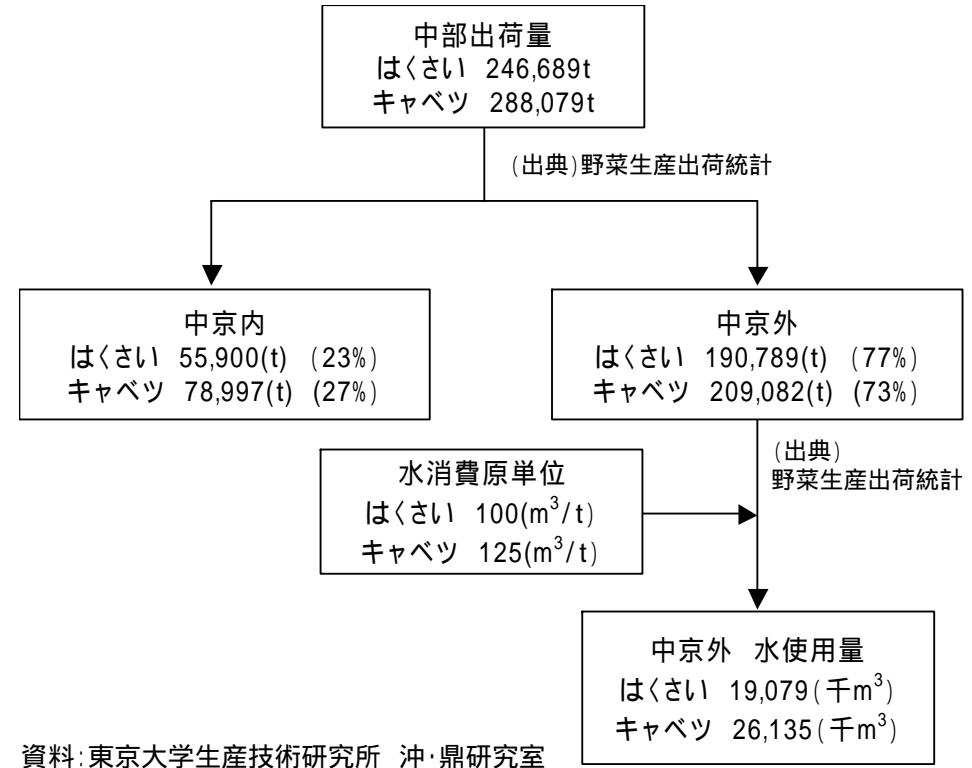 中部出荷量
はくさい 246,689t
キャベツ 288,079t
(出典)野菜生産出荷統計
中京内
はくさい 55,900(t) (23%)
キャベツ 78,997(t) (27%)
中京外
はくさい 190,789(t) (77%)
キャベツ 209,082(t) (73%)
(出典)
野菜生産出荷統計
水消費原単位
はくさい 100(m³/t)
キャベツ 125(m³/t)
中京外 水使用量
はくさい 19,079(千m³)
キャベツ 26,135(千m³)
資料:東京大学生産技術研究所 沖・鼎研究室